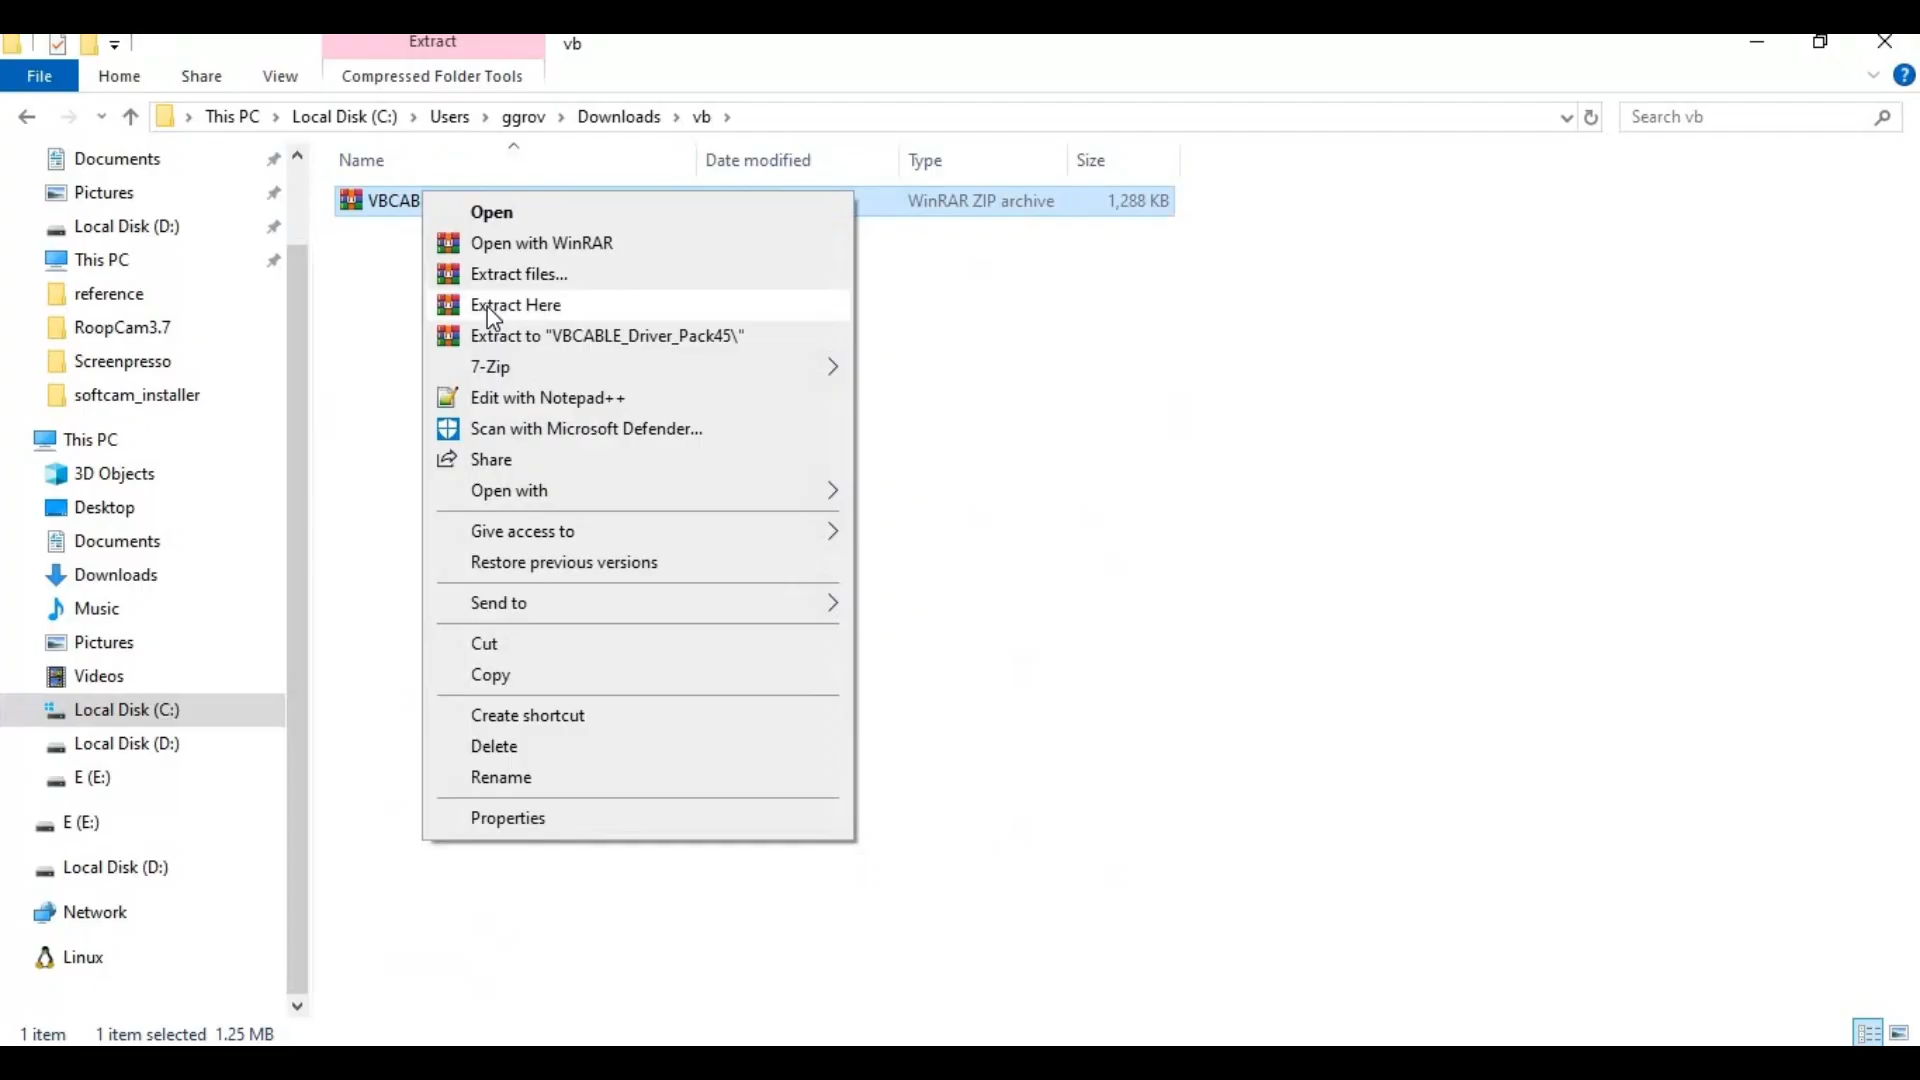 Extract vb
File Home Share View Compressed Folder Tools
This PC Local Disk (C:) Users ggrov Downloads vb Search vb
Name Date modified Type Size
VBCAB WinRAR ZIP archive 1,288 KB
Documents
Pictures
Local Disk (D:)
This PC
reference
RoopCam3.7
Screenpresso
softcam_installer
This PC
3D Objects
Desktop
Documents
Downloads
Music
Pictures
Videos
Local Disk (C:)
Local Disk (D:)
E (E:)
E (E:)
Local Disk (D:)
Network
Linux
Open
Open with WinRAR
Extract files...
Extract Here
Extract to "VBCABLE_Driver_Pack45\"
7-Zip
Edit with Notepad++
Scan with Microsoft Defender...
Share
Open with
Give access to
Restore previous versions
Send to
Cut
Copy
Create shortcut
Delete
Rename
Properties
1 item 1 item selected 1.25 MB